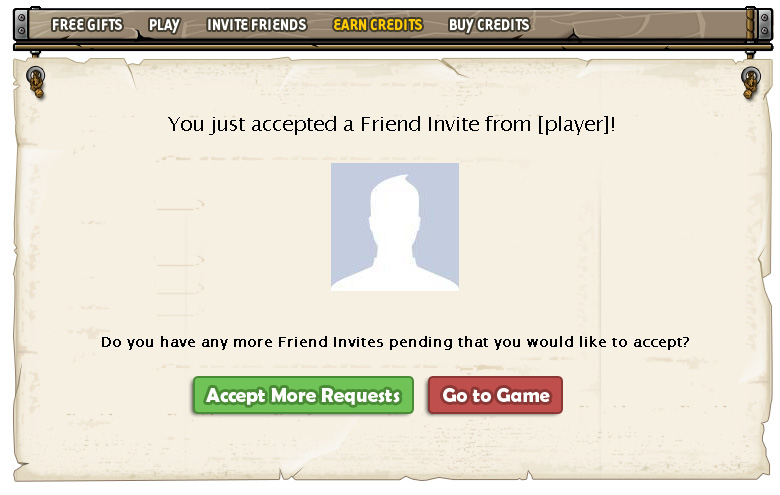 FREE GIFTS PLAY INVITE FRIENDS EARN CREDITS BUY CREDITS
You just accepted a Friend Invite from [player]!
Do you have any more Friend Invites pending that you would like to accept?
Accept More Requests Go to Game